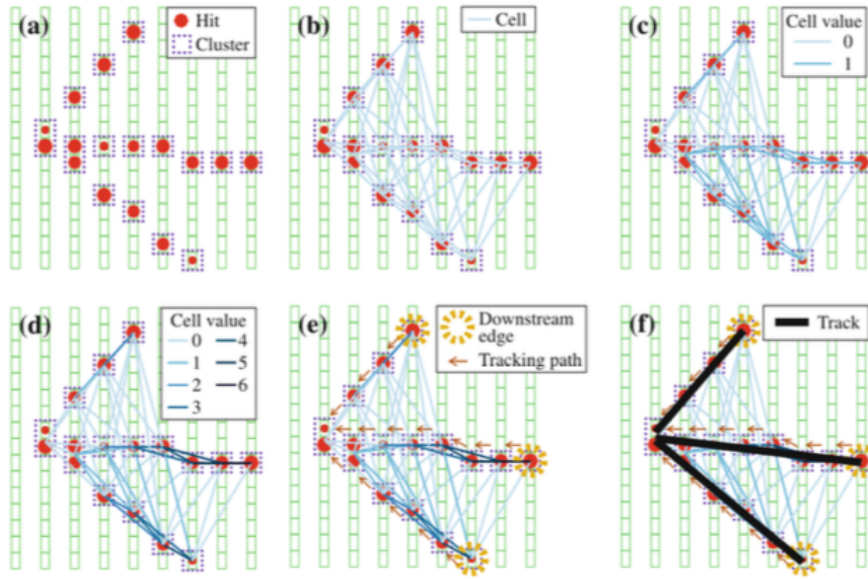 (a)
Hit
Cluster
(b)
Cell
(c)
Cell value
0
1
(d)
Cell value
0 4
1 5
2 6
3
(e)
Downstream
edge
Tracking path
(f)
Track